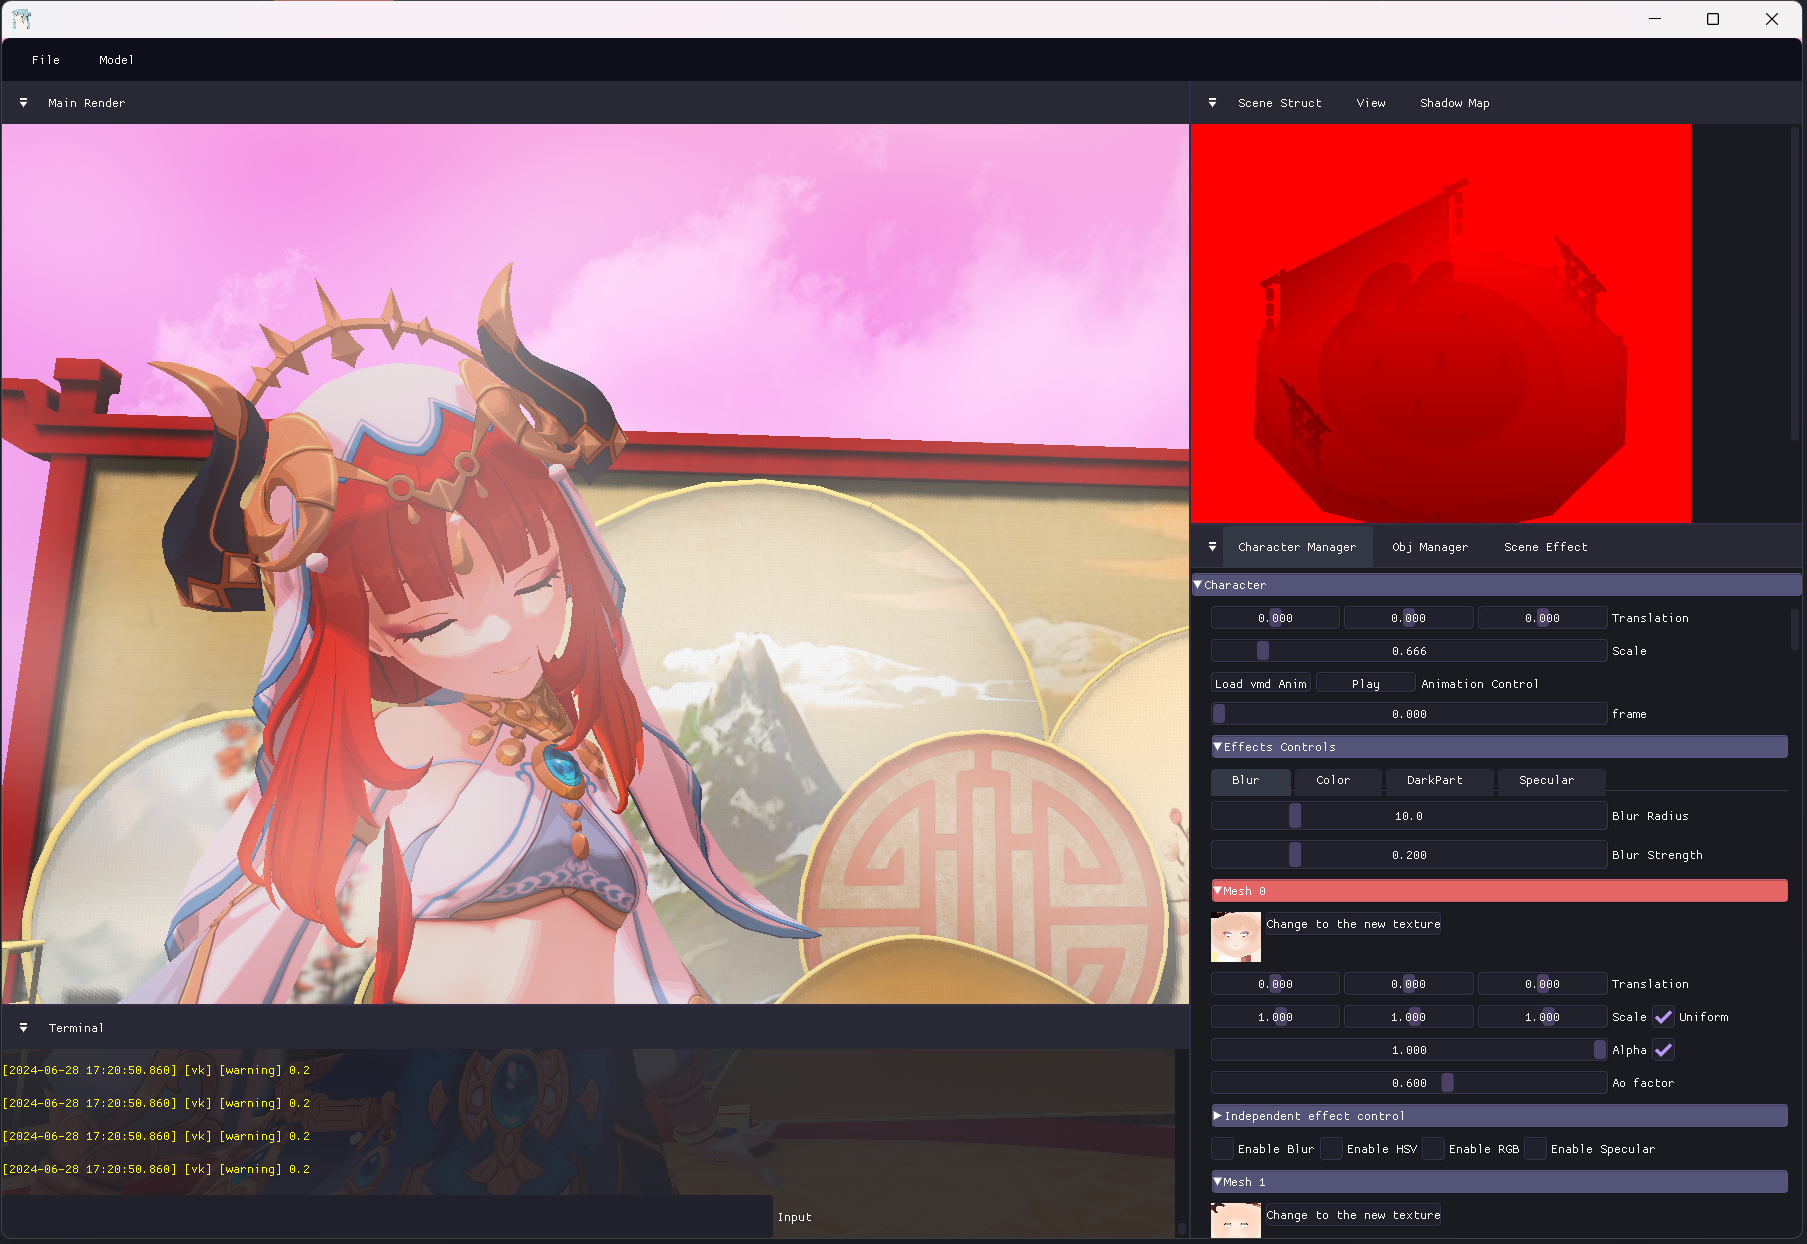 File Model
Main Render
Scene Struct View Shadow Map
Character Manager Obj Manager Scene Effect
Character
0.000 0.000 0.000 Translation
0.666 Scale
Load vmd Anim Play Animation Control
0.000 frame
Effects Controls
Blur Color DarkPart Specular
10.0 Blur Radius
0.200 Blur Strength
Mesh 0
Change to the new texture
0.000 0.000 0.000 Translation
1.000 1.000 1.000 Scale Uniform
1.000 Alpha
0.600 Ao factor
Independent effect control
Enable Blur Enable HSV Enable RGB Enable Specular
Mesh 1
Change to the new texture
Terminal
[2024-06-28 17:20:50.860] [vk] [warning] 0.2
[2024-06-28 17:20:50.860] [vk] [warning] 0.2
[2024-06-28 17:20:50.860] [vk] [warning] 0.2
[2024-06-28 17:20:50.860] [vk] [warning] 0.2
Input